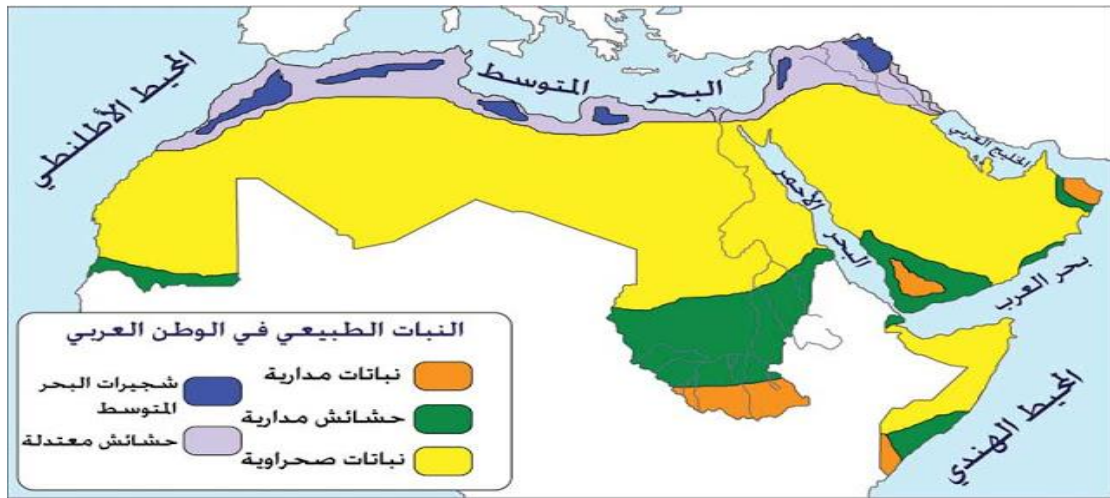 المحيط الأطلنطي
البحر المتوسط
الخليج العربي
البحر الأحمر
بحر العرب
المحيط الهندي
النبات الطبيعي في الوطن العربي
نباتات مدارية
حشائش مدارية
نباتات صحراوية
شجيرات البحر
المتوسط
حشائش معتدلة